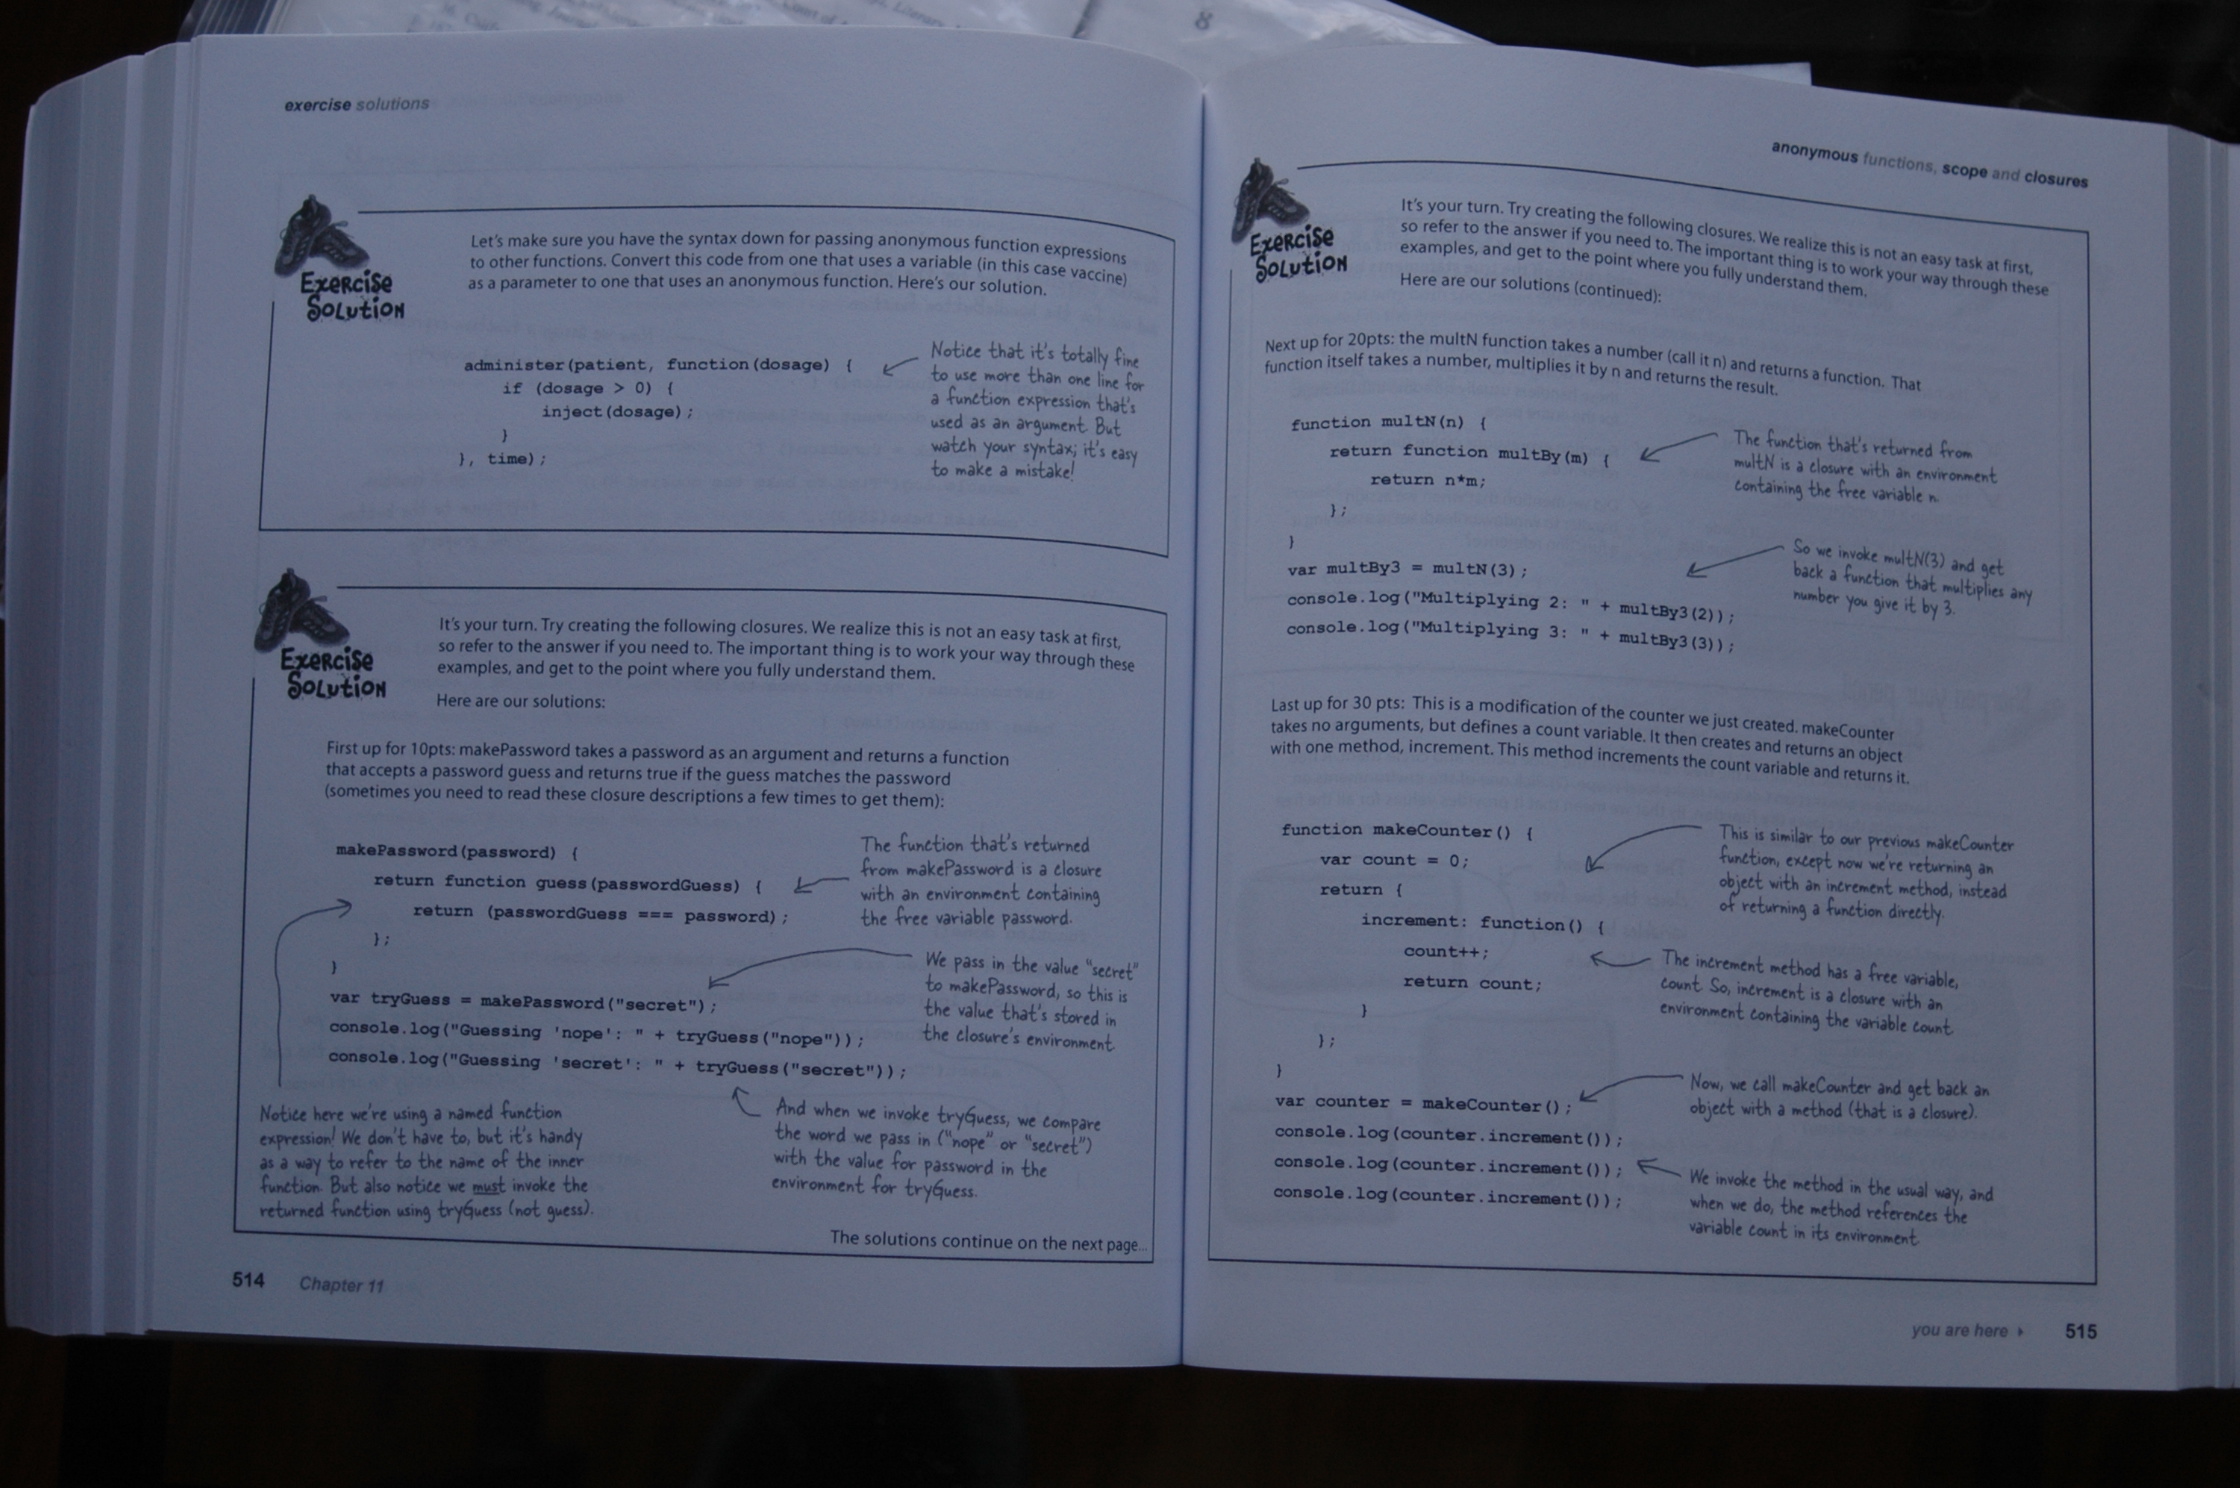 exercise solutions
Exercise
Solution
Let's make sure you have the syntax down for passing anonymous function expressions
to other functions. Convert this code from one that uses a variable (in this case vaccine)
as a parameter to one that uses an anonymous function. Here's our solution.
administer(patient, function(dosage) {
if (dosage > 0) {
inject(dosage);
}
}, time);
Notice that it's totally fine
to use more than one line for
a function expression that's
used as an argument. But
watch your syntax; it's easy
to make a mistake!
Exercise
Solution
It's your turn. Try creating the following closures. We realize this is not an easy task at first,
so refer to the answer if you need to. The important thing is to work your way through these
examples, and get to the point where you fully understand them.
Here are our solutions:
First up for 10pts: makePassword takes a password as an argument and returns a function
that accepts a password guess and returns true if the guess matches the password
(sometimes you need to read these closure descriptions a few times to get them):
makePassword(password) {
return function guess(passwordGuess) {
return (passwordGuess === password);
};
}
var tryGuess = makePassword("secret");
console.log("Guessing 'nope': " + tryGuess("nope"));
console.log("Guessing 'secret': " + tryGuess("secret"));
The function that's returned
from makePassword is a closure
with an environment containing
the free variable password.
We pass in the value "secret"
to makePassword, so this is
the value that's stored in
the closure's environment.
Notice here we're using a named function
expression! We don't have to, but it's handy
as a way to refer to the name of the inner
function. But also notice we must invoke the
returned function using tryGuess (not guess).
And when we invoke tryGuess, we compare
the word we pass in ("nope" or "secret")
with the value for password in the
environment for tryGuess.
The solutions continue on the next page...
514 Chapter 11
anonymous functions, scope and closures
Exercise
Solution
It's your turn. Try creating the following closures. We realize this is not an easy task at first,
so refer to the answer if you need to. The important thing is to work your way through these
examples, and get to the point where you fully understand them.
Here are our solutions (continued):
Next up for 20pts: the multN function takes a number (call it n) and returns a function. That
function itself takes a number, multiplies it by n and returns the result.
function multN(n) {
return function multBy(m) {
return n*m;
};
}
var multBy3 = multN(3);
console.log("Multiplying 2: " + multBy3(2));
console.log("Multiplying 3: " + multBy3(3));
The function that's returned from
multN is a closure with an environment
containing the free variable n.
So we invoke multN(3) and get
back a function that multiplies any
number you give it by 3.
Last up for 30 pts: This is a modification of the counter we just created. makeCounter
takes no arguments, but defines a count variable. It then creates and returns an object
with one method, increment. This method increments the count variable and returns it.
function makeCounter() {
var count = 0;
return {
increment: function() {
count++;
return count;
}
};
}
var counter = makeCounter();
console.log(counter.increment());
console.log(counter.increment());
console.log(counter.increment());
This is similar to our previous makeCounter
function, except now we're returning an
object with an increment method, instead
of returning a function directly.
The increment method has a free variable,
count. So, increment is a closure with an
environment containing the variable count.
Now, we call makeCounter and get back an
object with a method (that is a closure).
We invoke the method in the usual way, and
when we do, the method references the
variable count in its environment.
you are here 515